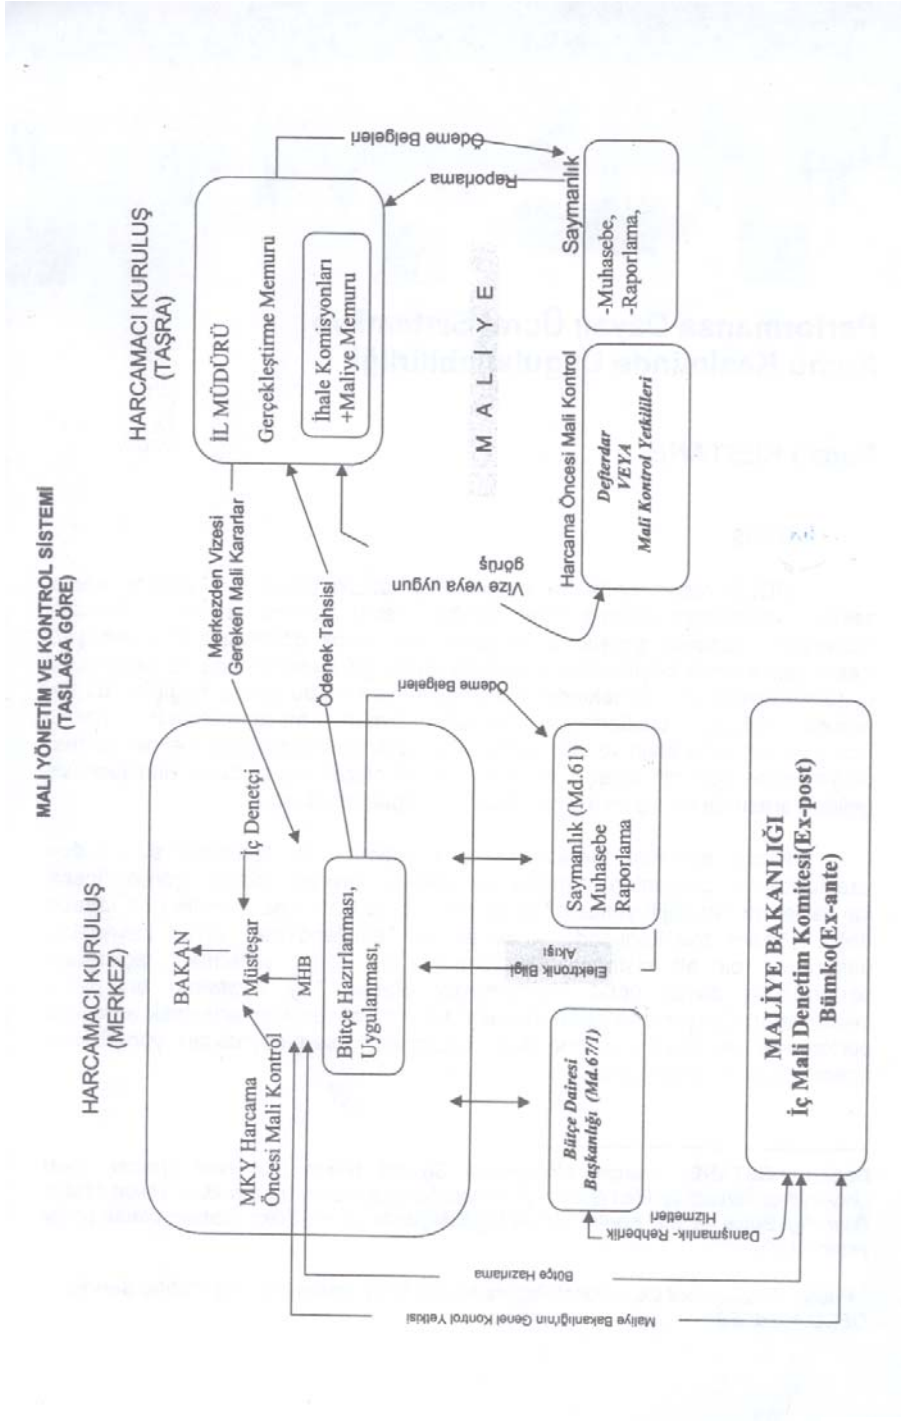 MALİ YÖNETİM VE KONTROL SİSTEMİ
(TASLAĞA GÖRE)
HARCAMACI KURULUŞ
(MERKEZ)
BAKAN
Müsteşar
İç Denetçi
MKY Harcama
Öncesi Mali Kontrol
MHB
Bütçe Hazırlanması,
Uygulanması,
Merkezden Vizesi
Gereken Mali Kararlar
Ödenek Tahsisi
Ödeme Belgeleri
HARCAMACI KURULUŞ
(TAŞRA)
İL MÜDÜRÜ
Gerçekleştirme Memuru
İhale Komisyonları
+Maliye Memuru
Raporlama
Ödeme Belgeleri
M A L İ Y E
Vize veya uygun
görüş
Harcama Öncesi Mali Kontrol
Defterdar
VEYA
Mali Kontrol Yetkilileri
Saymanlık
-Muhasebe,
-Raporlama,
Elektronik Bilgi
Akışı
Bütçe Dairesi
Başkanlığı (Md.67/1)
Saymanlık (Md.61)
Muhasebe
Raporlama
Danışmanlık- Rehberlik
Hizmetleri
Bütçe Hazırlama
Maliye Bakanlığı'nın Genel Kontrol Yetkisi
MALİYE BAKANLIĞI
İç Mali Denetim Komitesi(Ex-post)
Bümko(Ex-ante)